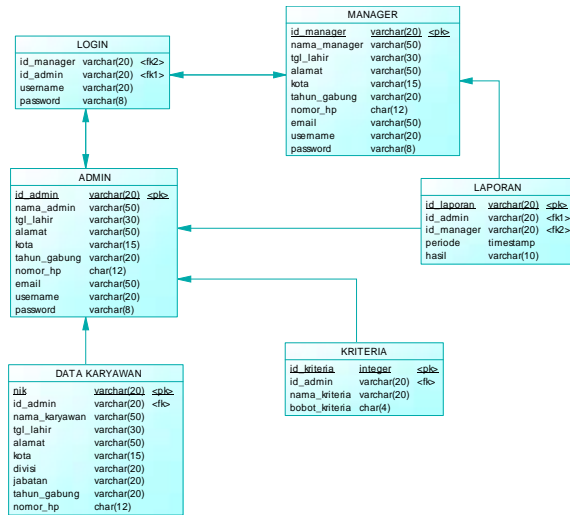 MANAGER
id_manager varchar(20) <pk>
nama_manager varchar(50)
tgl_lahir varchar(30)
alamat varchar(50)
kota varchar(15)
tahun_gabung varchar(20)
nomor_hp char(12)
email varchar(50)
username varchar(20)
password varchar(8)
LOGIN
id_manager varchar(20) <fk2>
id_admin varchar(20) <fk1>
username varchar(20)
password varchar(8)
ADMIN
id_admin varchar(20) <pk>
nama_admin varchar(50)
tgl_lahir varchar(30)
alamat varchar(50)
kota varchar(15)
tahun_gabung varchar(20)
nomor_hp char(12)
email varchar(50)
username varchar(20)
password varchar(8)
LAPORAN
id_laporan varchar(20) <pk>
id_admin varchar(20) <fk1>
id_manager varchar(20) <fk2>
periode timestamp
hasil varchar(10)
KRITERIA
id_kriteria integer <pk>
id_admin varchar(20) <fk>
nama_kriteria varchar(20)
bobot_kriteria char(4)
DATA KARYAWAN
nik varchar(20) <pk>
id_admin varchar(20) <fk>
nama_karyawan varchar(50)
tgl_lahir varchar(30)
alamat varchar(50)
kota varchar(15)
divisi varchar(20)
jabatan varchar(20)
tahun_gabung varchar(20)
nomor_hp char(12)